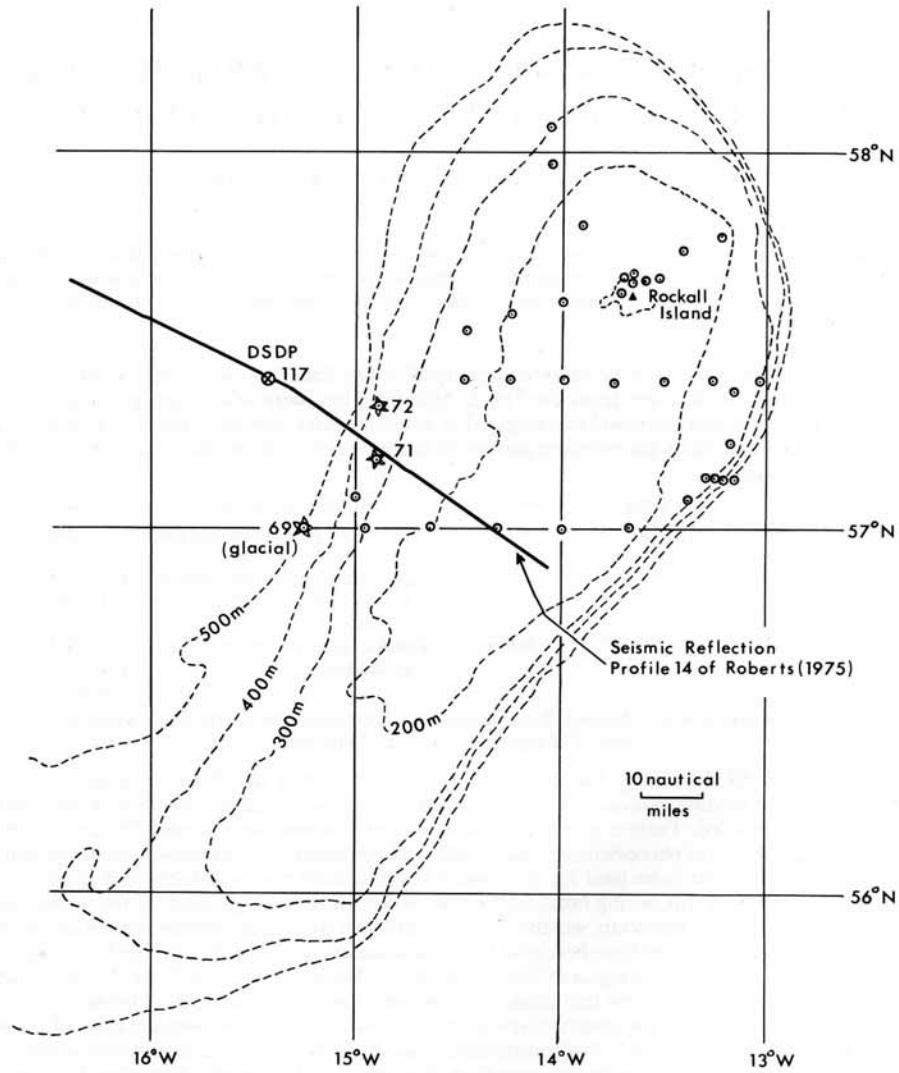 58°N
Rockall
Island
DSDP
117
72
71
69
(glacial)
57°N
500m
400m
300m
200m
Seismic Reflection
Profile 14 of Roberts (1975)
10 nautical
miles
56°N
16°W
15°W
14°W
13°W